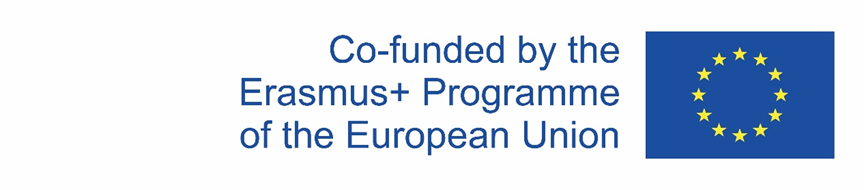 Co-funded by the
Erasmus+ Programme
of the European Union